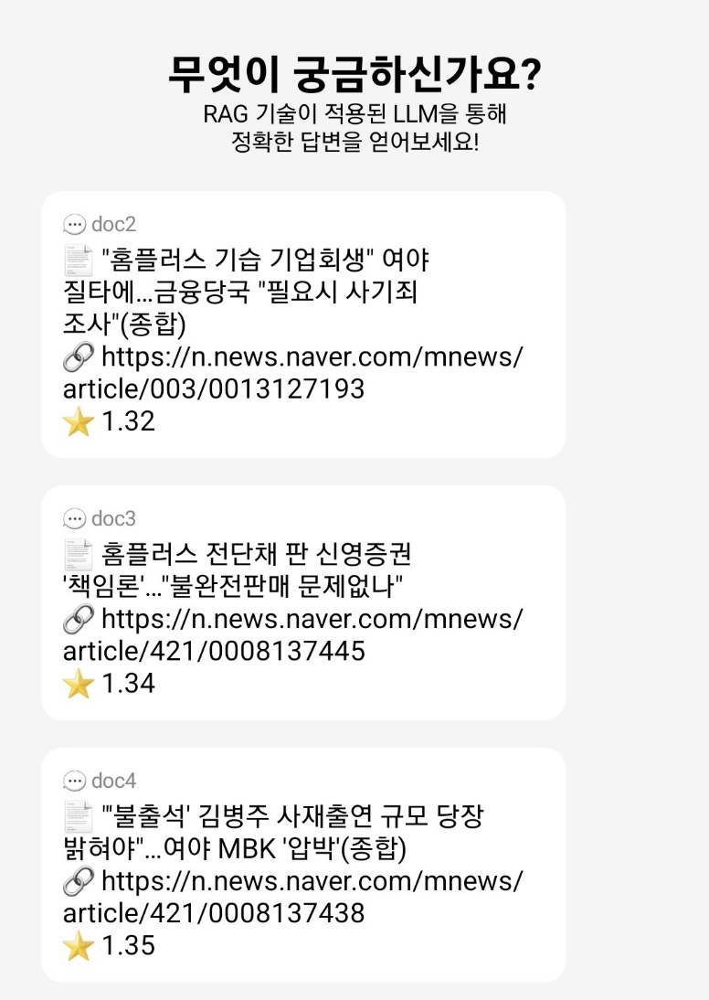 무엇이 궁금하신가요?
RAG 기술이 적용된 LLM을 통해
정확한 답변을 얻어보세요!
doc2
"홈플러스 기습 기업회생" 여야
질타에...금융당국 "필요시 사기죄
조사"(종합)
https://n.news.naver.com/mnews/
article/003/0013127193
1.32
doc3
홈플러스 전단채 판 신영증권
'책임론'..."불완전판매 문제없나"
https://n.news.naver.com/mnews/
article/421/0008137445
1.34
doc4
"'불출석' 김병주 사재출연 규모 당장
밝혀야"...여야 MBK '압박'(종합)
https://n.news.naver.com/mnews/
article/421/0008137438
1.35